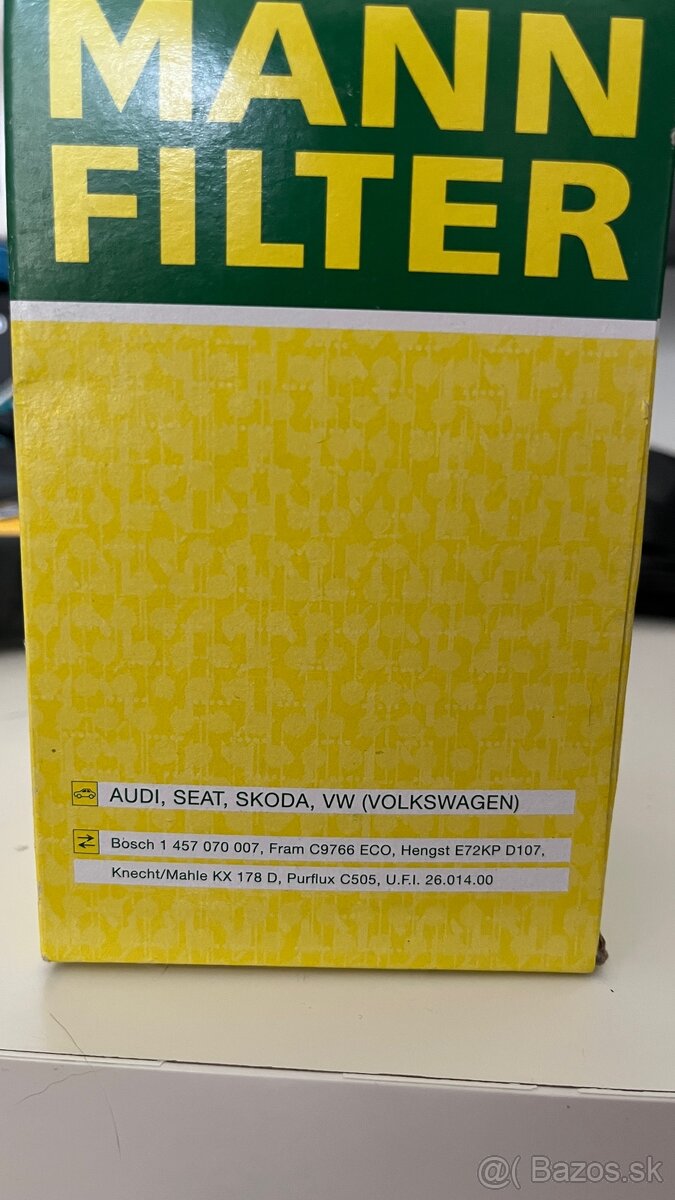 MANN
FILTER
AUDI, SEAT, SKODA, VW (VOLKSWAGEN)
Bosch 1 457 070 007, Fram C9766 ECO, Hengst E72KP D107,
Knecht/Mahle KX 178 D, Purflux C505, U.F.I. 26.014.00
@( Bazos.sk